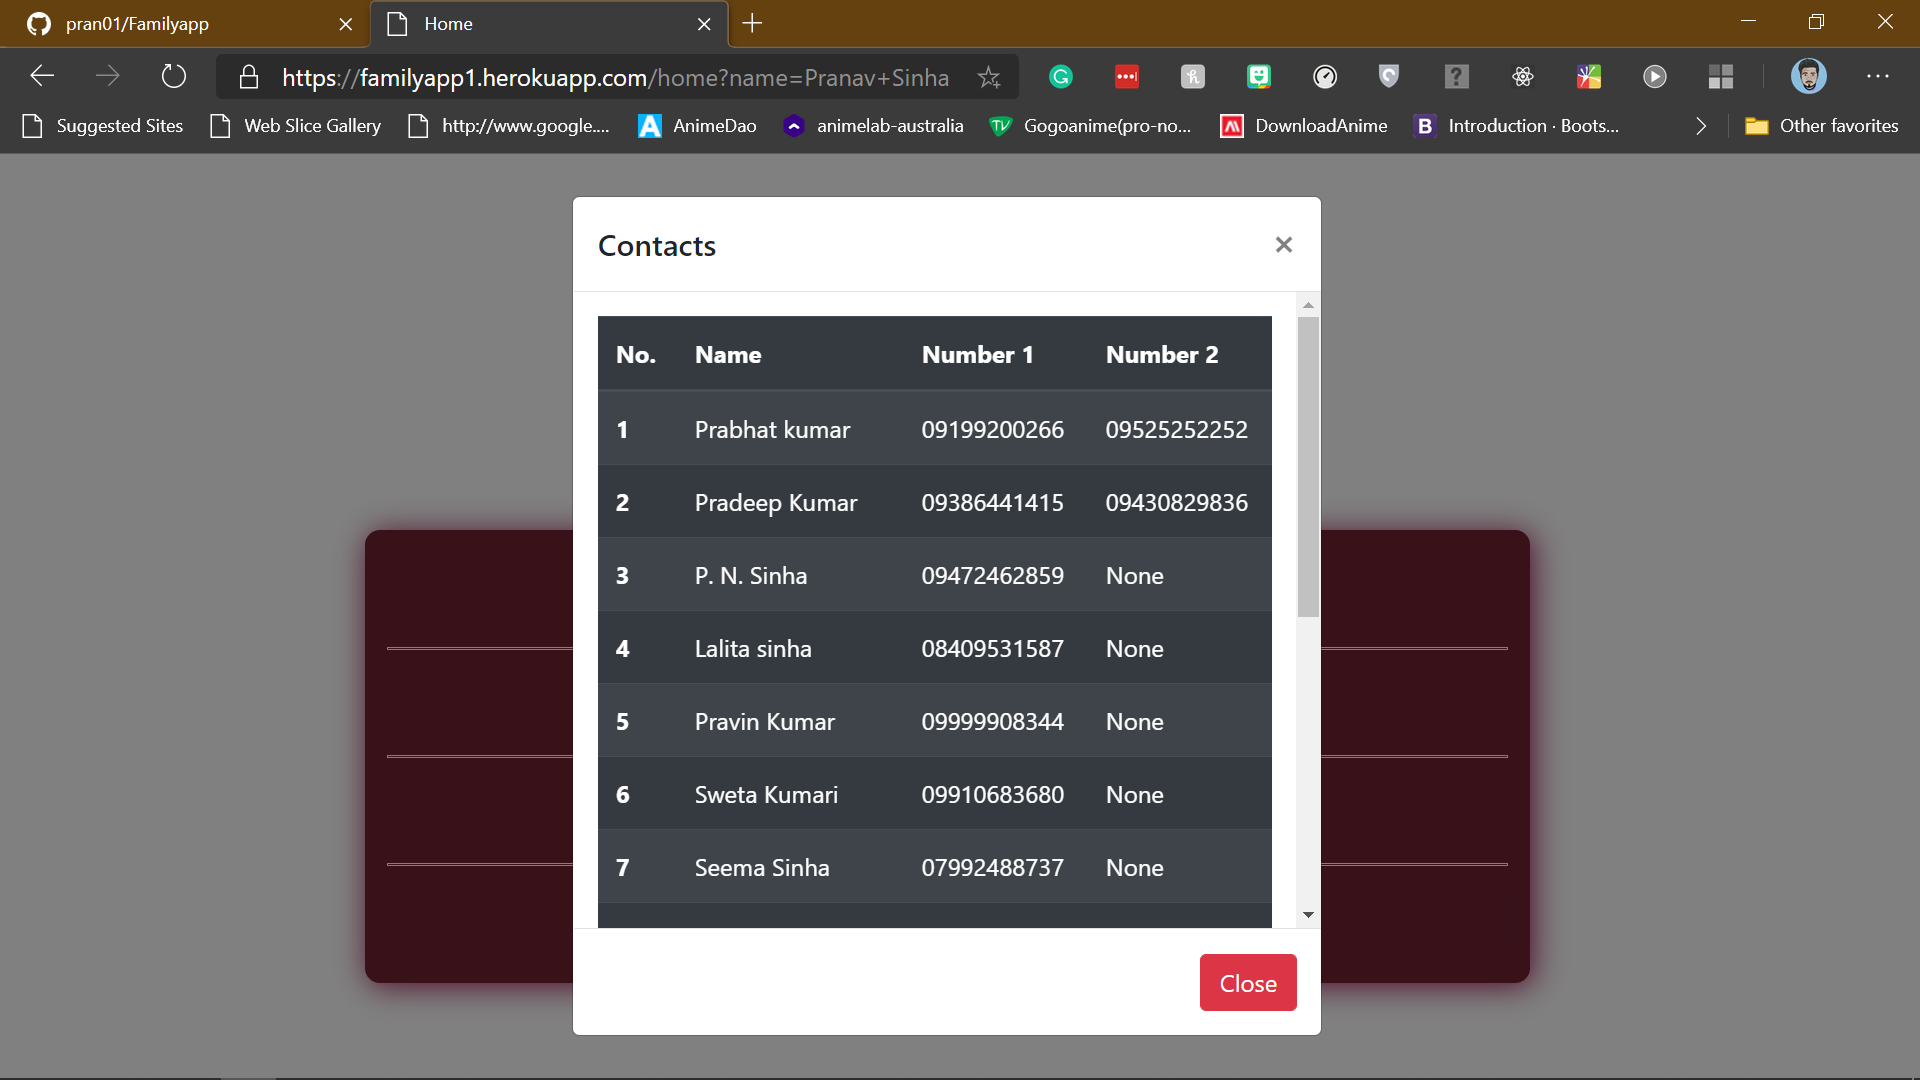 pran01/Familyapp
Home
https://familyapp1.herokuapp.com/home?name=Pranav+Sinha
Suggested Sites
Web Slice Gallery
http://www.google....
AnimeDao
animelab-australia
Gogoanime(pro-no...
DownloadAnime
Introduction · Boots...
Other favorites
Contacts
No. Name Number 1 Number 2
1 Prabhat kumar 09199200266 09525252252
2 Pradeep Kumar 09386441415 09430829836
3 P. N. Sinha 09472462859 None
4 Lalita sinha 08409531587 None
5 Pravin Kumar 09999908344 None
6 Sweta Kumari 09910683680 None
7 Seema Sinha 07992488737 None
Close